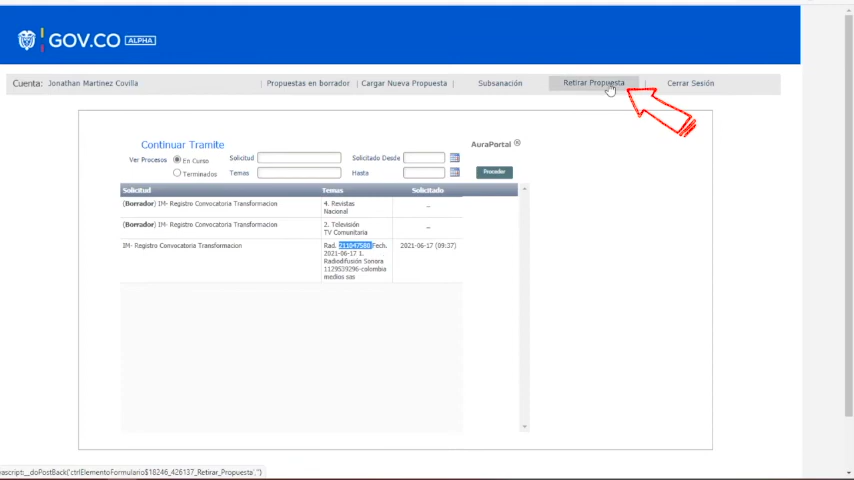 GOV.CO ALPHA
Cuenta: Jonathan Martinez Covilla | Propuestas en borrador | Cargar Nueva Propuesta | Subsanación Retirar Propuesta | Cerrar Sesión
Continuar Tramite AuraPortal
Ver Procesos En Curso Solicitud Solicitado Desde
Terminados Temas Hasta Proceder
Solicitud Temas Solicitado
(Borrador) IM- Registro Convocatoria Transformacion 4. Revistas _
Nacional
(Borrador) IM- Registro Convocatoria Transformacion 2. Televisión _
TV Comunitaria
IM- Registro Convocatoria Transformacion Rad. 211047580 Fech. 2021-06-17 (09:37)
2021-06-17 1.
Radiodifusión Sonora
1129539296-colombia
medios sas
vascript:__doPostBack('ctrlElementoFormulario$18246_426137_Retirar_Propuesta','')